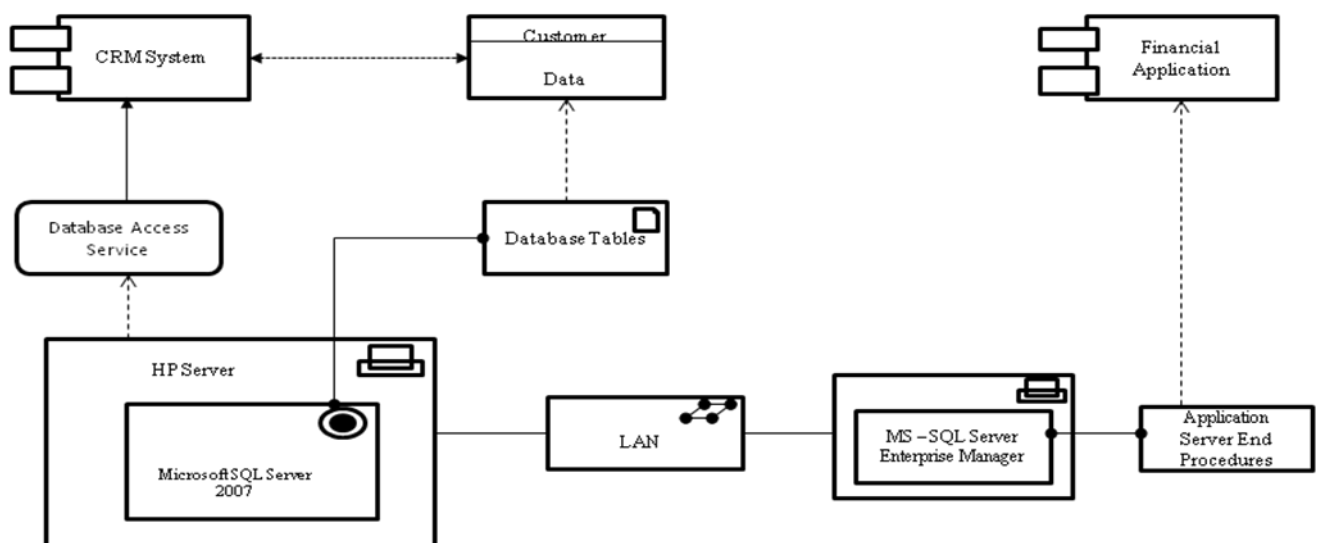 CRM System
Customer
Data
Financial
Application
Database Access
Service
Database Tables
HP Server
Microsoft SQL Server
2007
LAN
MS – SQL Server
Enterprise Manager
Application
Server End
Procedures